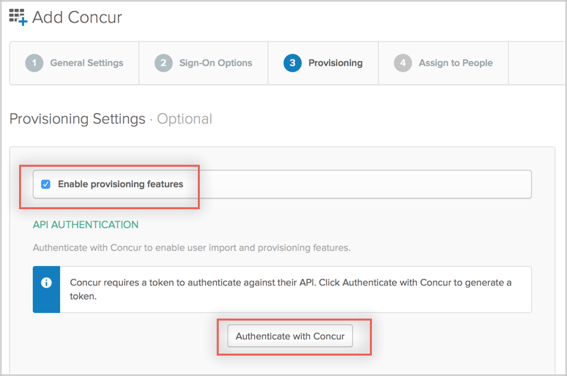 Add Concur
1 General Settings 2 Sign-On Options 3 Provisioning 4 Assign to People
Provisioning Settings · Optional
Enable provisioning features
API AUTHENTICATION
Authenticate with Concur to enable user import and provisioning features.
Concur requires a token to authenticate against their API. Click Authenticate with Concur to generate a
token.
Authenticate with Concur